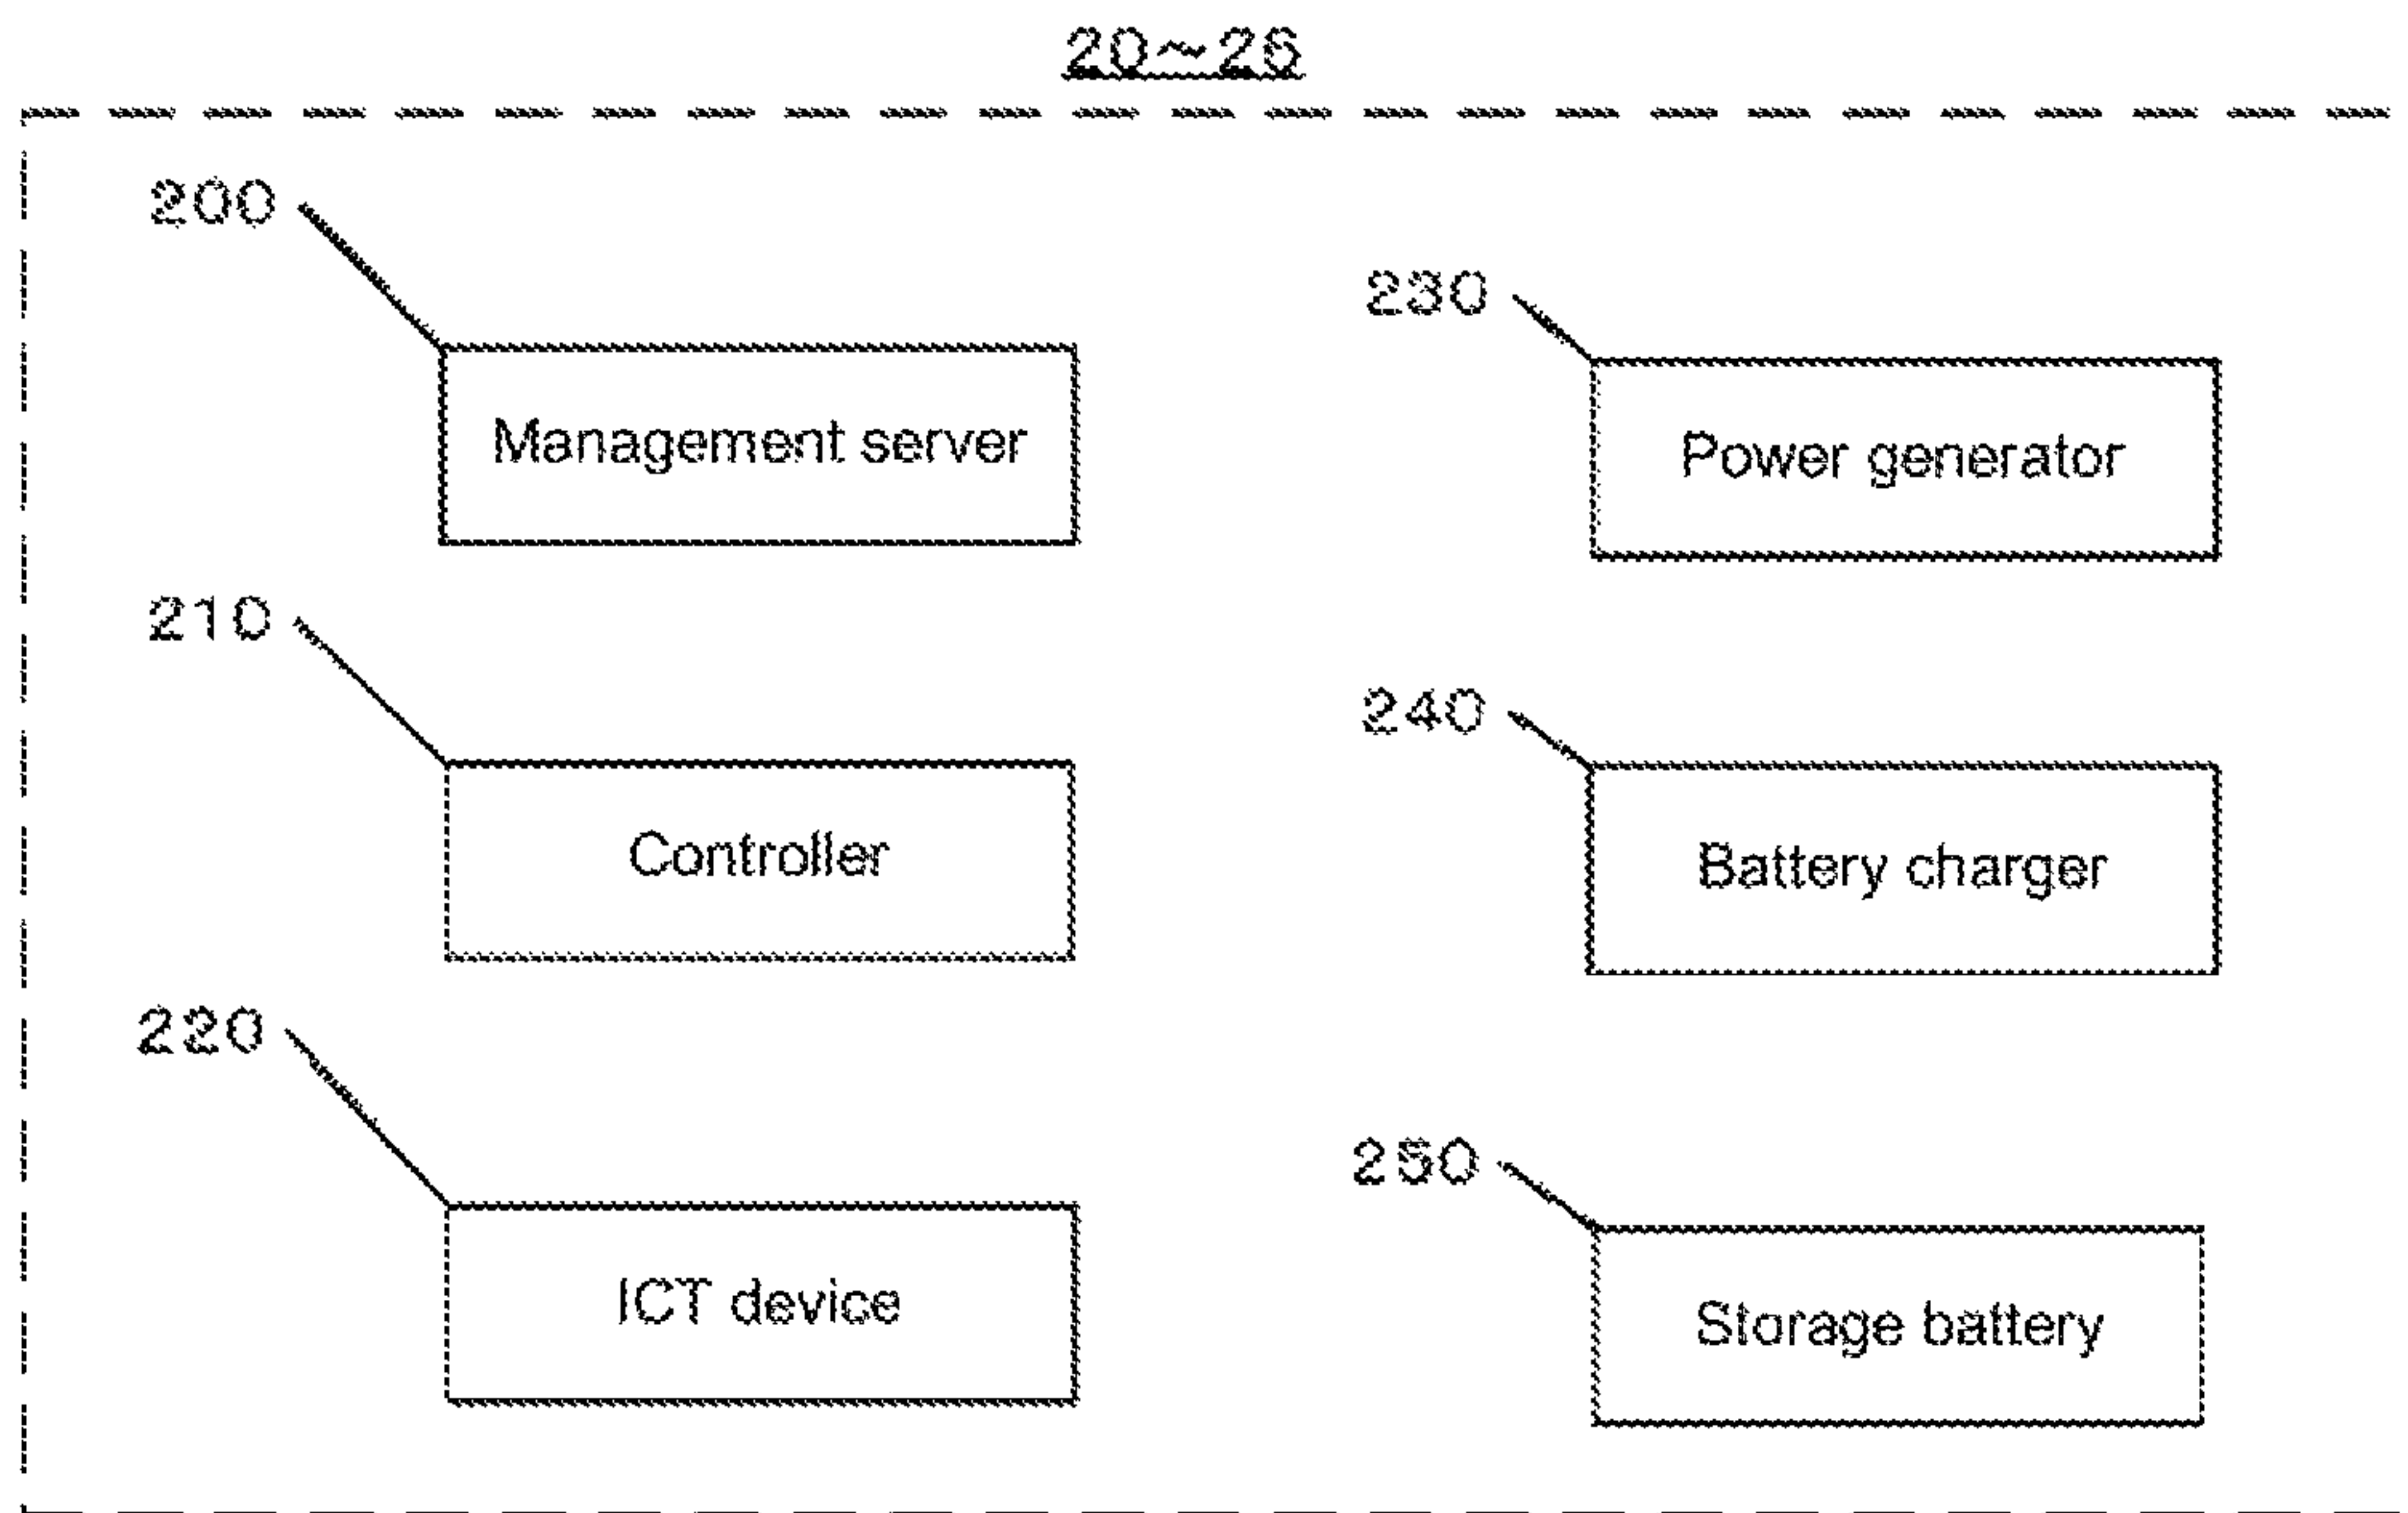 20~26
200
Management server
230
Power generator
210
Controller
240
Battery charger
220
ICT device
250
Storage battery